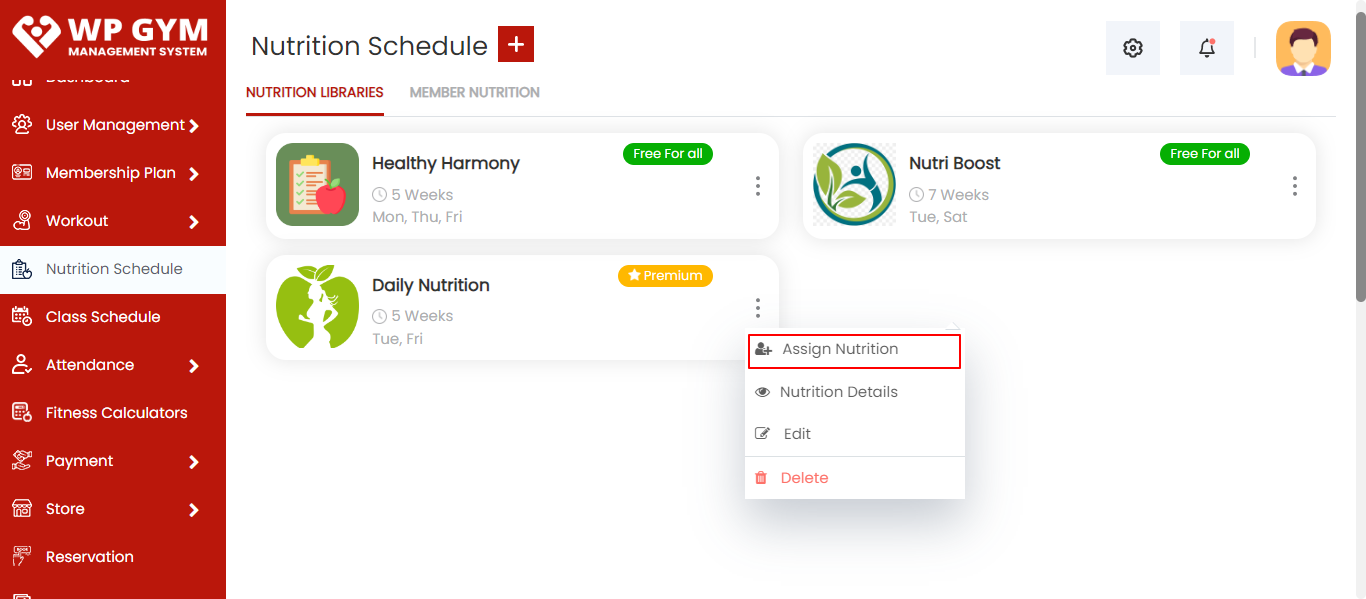 WP GYM
MANAGEMENT SYSTEM
Dashboard
User Management
Membership Plan
Workout
Nutrition Schedule
Class Schedule
Attendance
Fitness Calculators
Payment
Store
Reservation
Nutrition Schedule +
NUTRITION LIBRARIES MEMBER NUTRITION
Healthy Harmony
Free For all
5 Weeks
Mon, Thu, Fri
Nutri Boost
Free For all
7 Weeks
Tue, Sat
Daily Nutrition
Premium
5 Weeks
Tue, Fri
Assign Nutrition
Nutrition Details
Edit
Delete